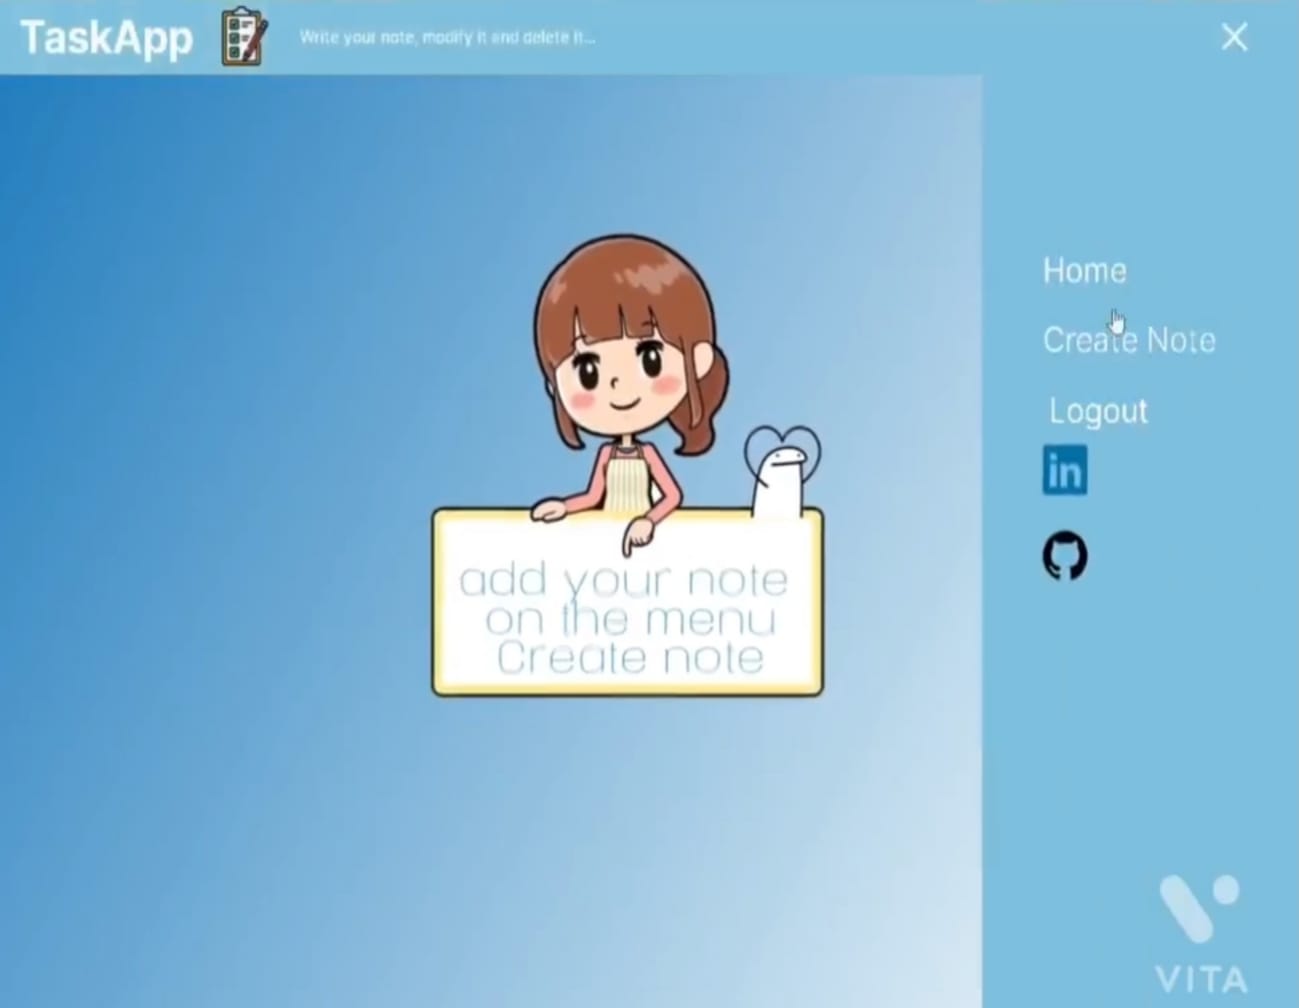 TaskApp
Write your note, modify it and delete it...
Home
Create Note
Logout
in
add your note
on the menu
Create note
VITA